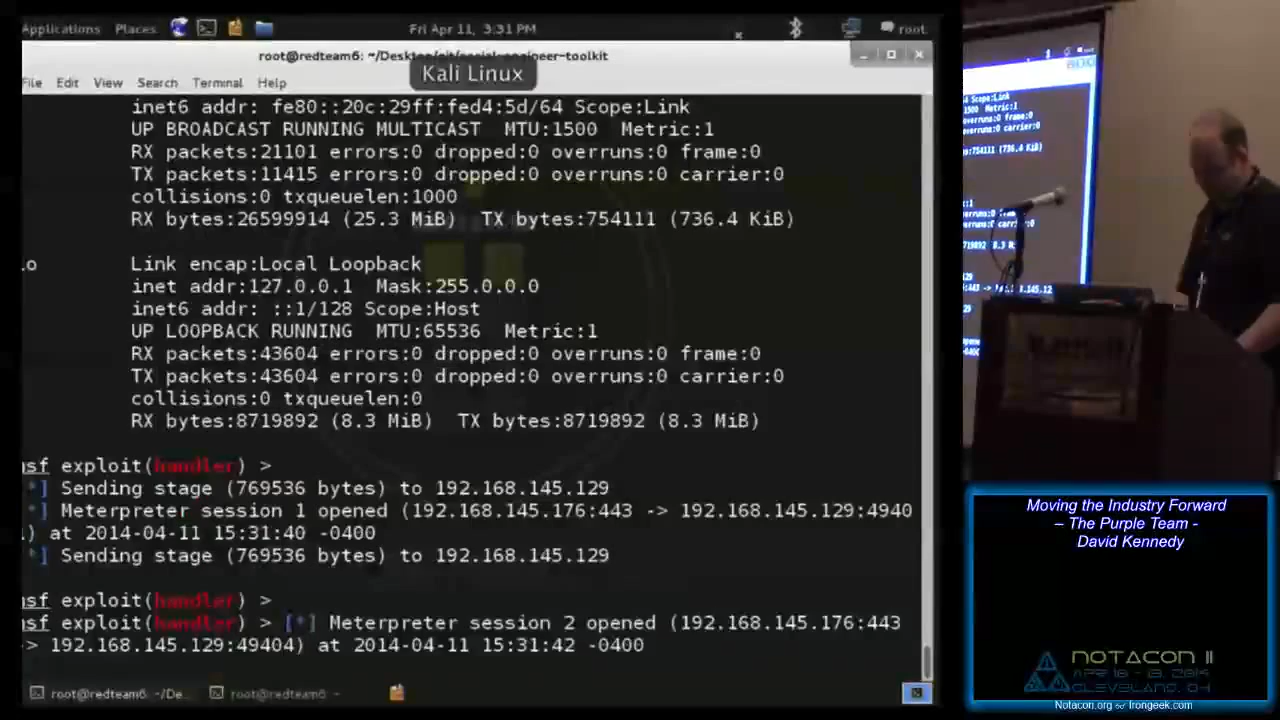 Applications Places Fri Apr 11, 3:31 PM root
root@redteam6: ~/Desktop/git/social-engineer-toolkit
Kali Linux
File Edit View Search Terminal Help
inet6 addr: fe80::20c:29ff:fed4:5d/64 Scope:Link
UP BROADCAST RUNNING MULTICAST MTU:1500 Metric:1
RX packets:21101 errors:0 dropped:0 overruns:0 frame:0
TX packets:11415 errors:0 dropped:0 overruns:0 carrier:0
collisions:0 txqueuelen:1000
RX bytes:26599914 (25.3 MiB) TX bytes:754111 (736.4 KiB)
lo Link encap:Local Loopback
inet addr:127.0.0.1 Mask:255.0.0.0
inet6 addr: ::1/128 Scope:Host
UP LOOPBACK RUNNING MTU:65536 Metric:1
RX packets:43604 errors:0 dropped:0 overruns:0 frame:0
TX packets:43604 errors:0 dropped:0 overruns:0 carrier:0
collisions:0 txqueuelen:0
RX bytes:8719892 (8.3 MiB) TX bytes:8719892 (8.3 MiB)
msf exploit(handler) >
*] Sending stage (769536 bytes) to 192.168.145.129
*] Meterpreter session 1 opened (192.168.145.176:443 -> 192.168.145.129:4940
) at 2014-04-11 15:31:40 -0400
*] Sending stage (769536 bytes) to 192.168.145.129
msf exploit(handler) >
msf exploit(handler) > [*] Meterpreter session 2 opened (192.168.145.176:443
-> 192.168.145.129:49404) at 2014-04-11 15:31:42 -0400
root@redteam6: ~/De... root@redteam6: ~
Moving the Industry Forward
– The Purple Team -
David Kennedy
NOTACON 11
APR 10 - 13, 2014
CLEVELAND, OH
Notacon.org Irongeek.com